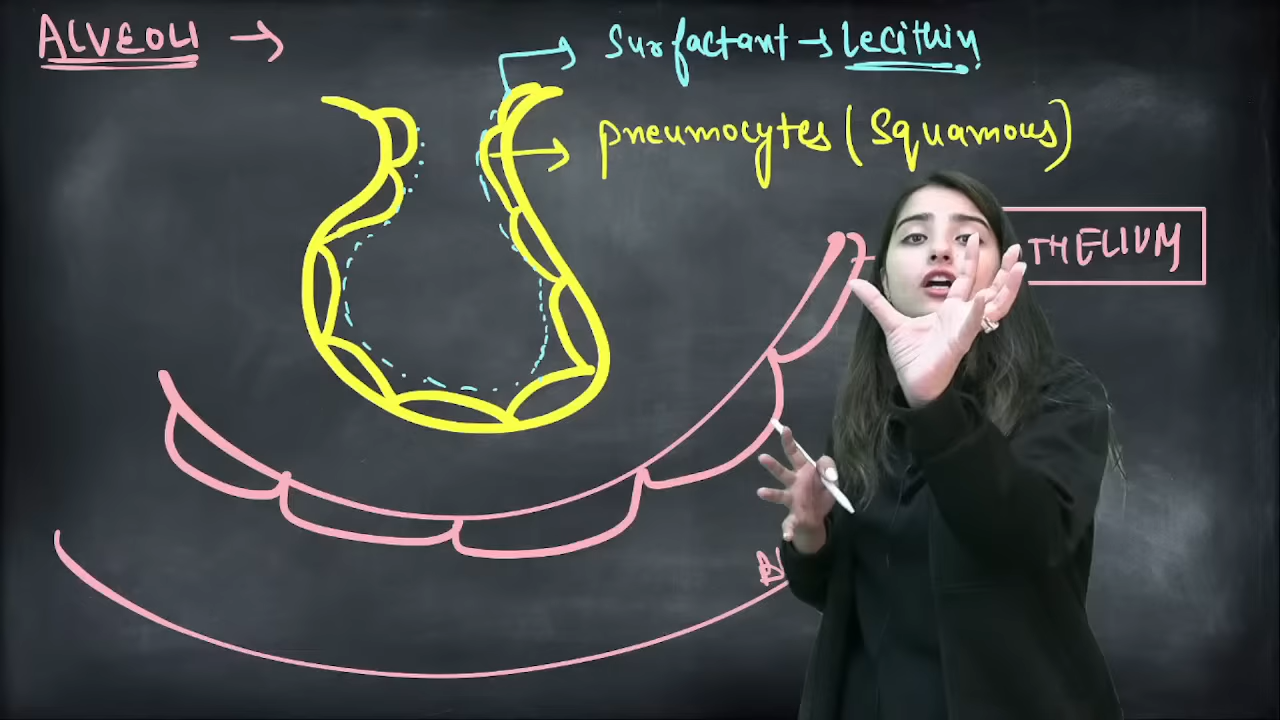 ALVEOLI →
Surfactant → Lecithin
Pneumocytes (Squamous)
THELIUM